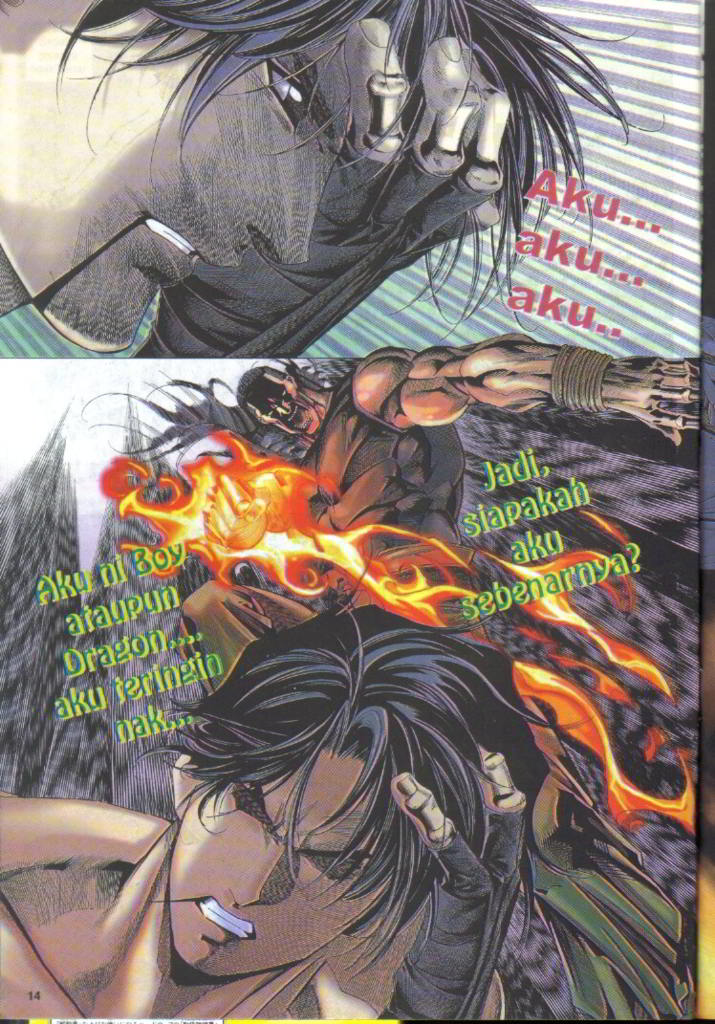 Aku...
aku...
aku..
Jadi,
siapakah
aku
sebenarnya?
Aku ni Boy
ataupun
Dragon....
aku teringin
nak...
14